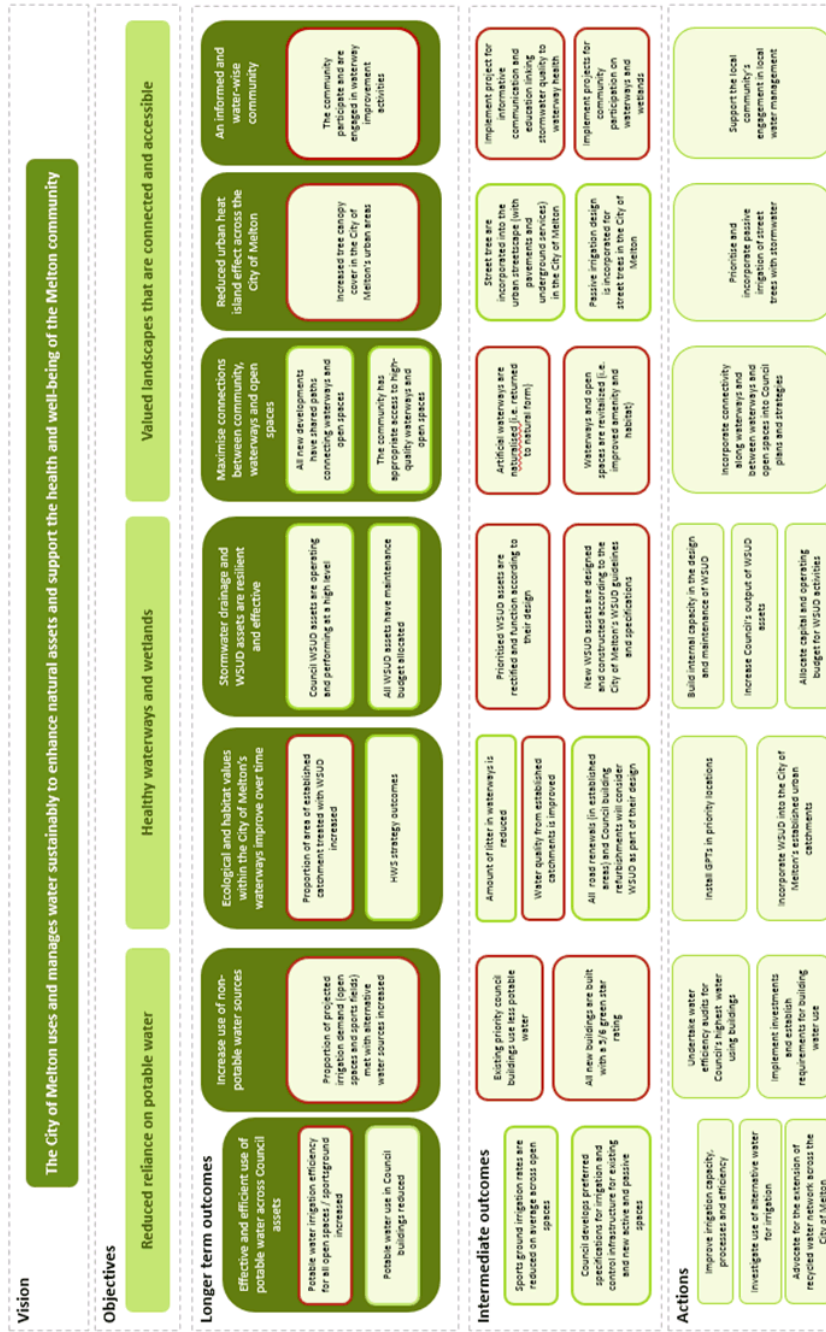 Vision
The City of Melton uses and manages water sustainably to enhance natural assets and support the health and well-being of the Melton community
Objectives
Reduced reliance on potable water
Healthy waterways and wetlands
Valued landscapes that are connected and accessible
Longer term outcomes
Effective and efficient use of
potable water across Council
assets
Potable water irrigation efficiency
for all open spaces / sportsground
increased
Potable water use in Council
buildings reduced
Increase use of non-
potable water sources
Proportion of projected
irrigation demand (open
spaces and sports fields)
met with alternative
water sources increased
Ecological and habitat values
within the City of Melton's
waterways improve over time
Proportion of area of established
catchment treated with WSUD
increased
HWS strategy outcomes
Stormwater drainage and
WSUD assets are resilient
and effective
Council WSUD assets are operating
and performing at a high level
All WSUD assets have maintenance
budget allocated
Maximise connections
between community,
waterways and open
spaces
All new developments
have shared paths
connecting waterways and
open spaces
The community has
appropriate access to high-
quality waterways and
open spaces
Reduced urban heat
island effect across the
City of Melton
Increased tree canopy
cover in the City of
Melton's urban areas
An informed and
water-wise
community
The community
participate and are
engaged in waterway
improvement
activities
Intermediate outcomes
Sports ground irrigation rates are
reduced on average across open
spaces
Council develops preferred
specifications for irrigation and
control infrastructure for existing
and new active and passive
spaces
Existing priority council
buildings use less potable
water
All new buildings are built
with a 5/6 green star
rating
Amount of litter in waterways is
reduced
Water quality from established
catchments is improved
All road renewals (in established
areas) and Council building
refurbishments will consider
WSUD as part of their design
Prioritised WSUD assets are
rectified and function according to
their design
New WSUD assets are designed
and constructed according to the
City of Melton's WSUD guidelines
and specifications
Artificial waterways are
naturalised (i.e. returned
to natural form)
Waterways and open
spaces are revitalized (i.e.
improved amenity and
habitat)
Street tree are
incorporated into the
urban streetscape (with
pavements and
underground services)
in the City of Melton
Passive irrigation design
is incorporated for
street trees in the City of
Melton
Implement project for
informative
communication and
education linking
stormwater quality to
waterway health
Implement projects for
community
participation on
waterways and
wetlands
Actions
Improve irrigation capacity,
processes and efficiency
Investigate use of alternative water
for irrigation
Advocate for the extension of
recycled water network across the
City of Melton
Undertake water
efficiency audits for
Council's highest water
using buildings
Implement investments
and establish
requirements for building
water use
Install GPTs in priority locations
Incorporate WSUD into the City of
Melton's established urban
catchments
Build internal capacity in the design
and maintenance of WSUD
Increase Council's output of WSUD
assets
Allocate capital and operating
budget for WSUD activities
Incorporate connectivity
along waterways and
between waterways and
open spaces into Council
plans and strategies
Prioritise and
incorporate passive
irrigation of street
trees with stormwater
Support the local
community's
engagement in local
water management